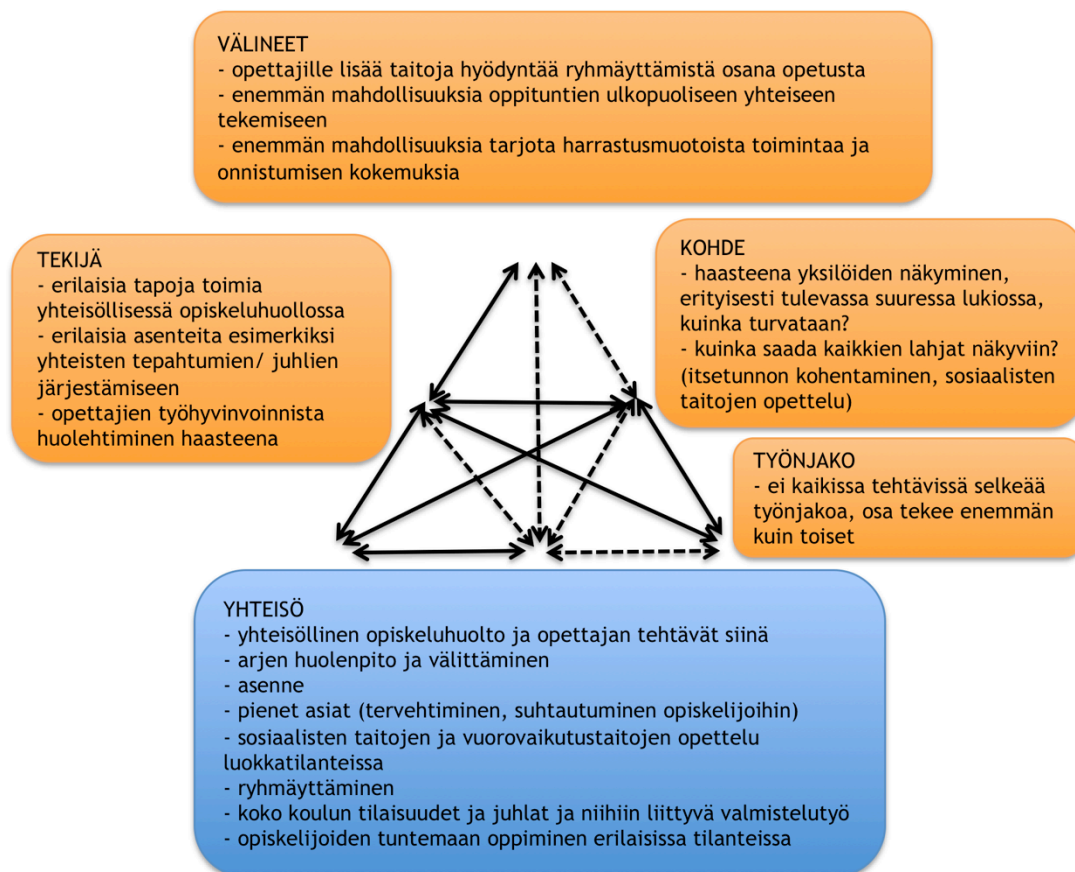 VÄLINEET
- opettajille lisää taitoja hyödyntää ryhmäyttämistä osana opetusta
- enemmän mahdollisuuksia oppituntien ulkopuoliseen yhteiseen
tekemiseen
- enemmän mahdollisuuksia tarjota harrastusmuotoista toimintaa ja
onnistumisen kokemuksia
TEKIJÄ
- erilaisia tapoja toimia
yhteisöllisessä opiskeluhuollossa
- erilaisia asenteita esimerkiksi
yhteisten tepahtumien/ juhlien
järjestämiseen
- opettajien työhyvinvoinnista
huolehtiminen haasteena
KOHDE
- haasteena yksilöiden näkyminen,
erityisesti tulevassa suuressa lukiossa,
kuinka turvataan?
- kuinka saada kaikkien lahjat näkyviin?
(itsetunnon kohentaminen, sosiaalisten
taitojen opettelu)
TYÖNJAKO
- ei kaikissa tehtävissä selkeää
työnjakoa, osa tekee enemmän
kuin toiset
YHTEISÖ
- yhteisöllinen opiskeluhuolto ja opettajan tehtävät siinä
- arjen huolenpito ja välittäminen
- asenne
- pienet asiat (tervehtiminen, suhtautuminen opiskelijoihin)
- sosiaalisten taitojen ja vuorovaikutustaitojen opettelu
luokkatilanteissa
- ryhmäyttäminen
- koko koulun tilaisuudet ja juhlat ja niihin liittyvä valmistelutyö
- opiskelijoiden tuntemaan oppiminen erilaisissa tilanteissa